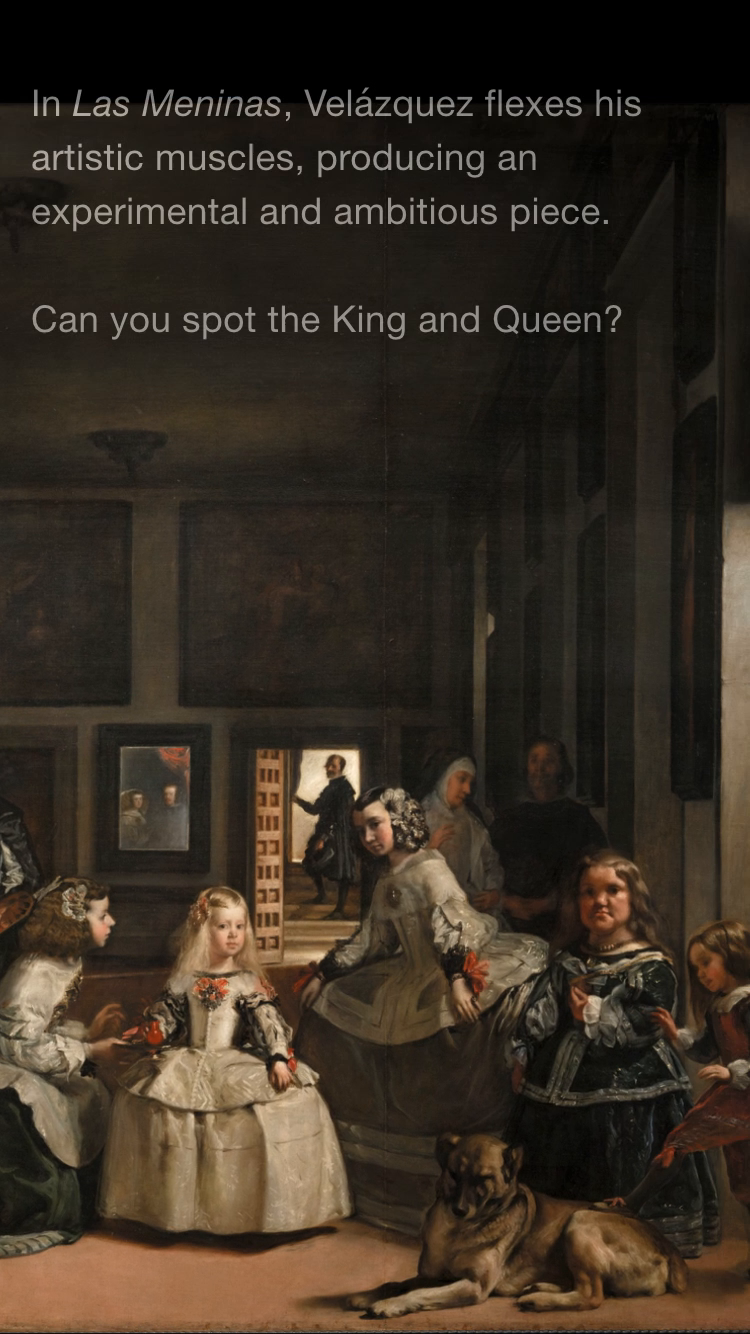 In Las Meninas, Velázquez flexes his
artistic muscles, producing an
experimental and ambitious piece.
Can you spot the King and Queen?